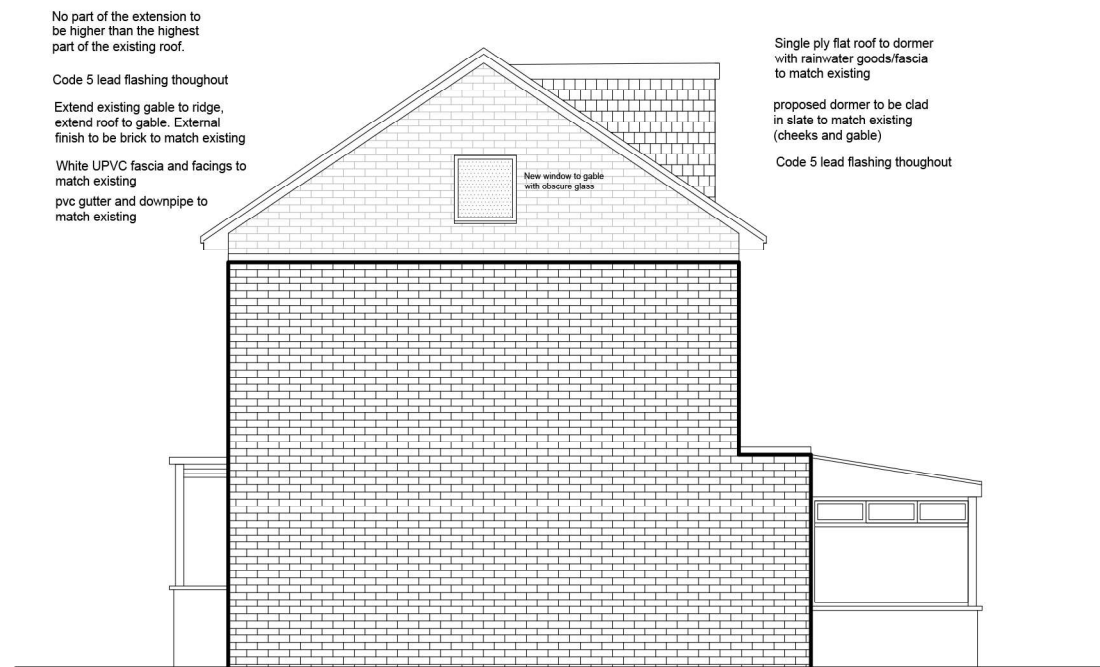 No part of the extension to
be higher than the highest
part of the existing roof.
Code 5 lead flashing thoughout
Extend existing gable to ridge,
extend roof to gable. External
finish to be brick to match existing
White UPVC fascia and facings to
match existing
pvc gutter and downpipe to
match existing
New window to gable
with obscure glass
Single ply flat roof to dormer
with rainwater goods/fascia
to match existing
proposed dormer to be clad
in slate to match existing
(cheeks and gable)
Code 5 lead flashing thoughout